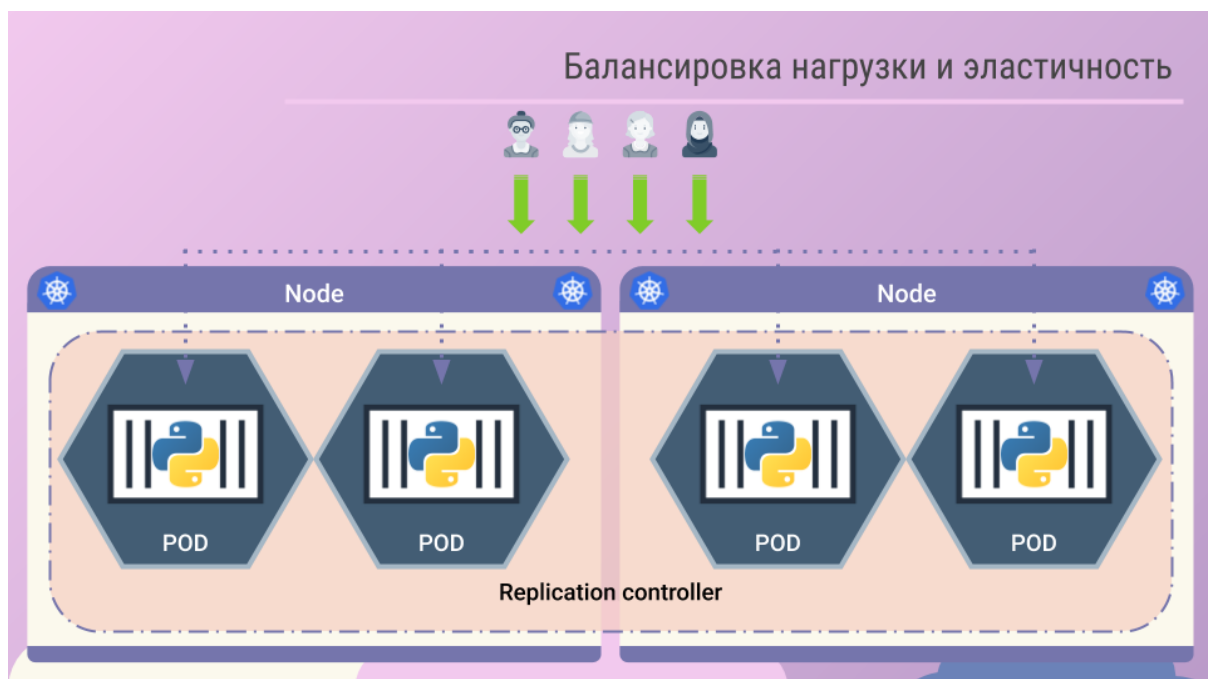 Балансировка нагрузки и эластичность
Node
Node
POD
POD
POD
POD
Replication controller